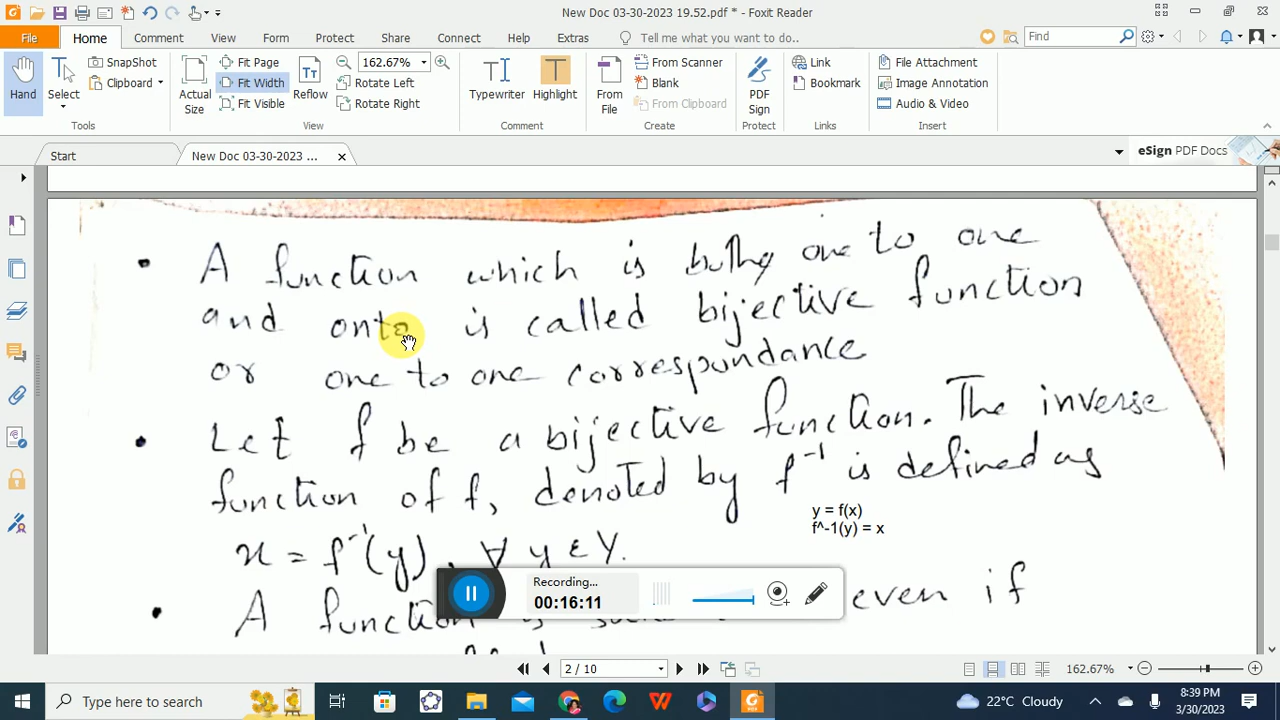 New Doc 03-30-2023 19.52.pdf * - Foxit Reader
File Home Comment View Form Protect Share Connect Help Extras Tell me what you want to do.. Find
Hand Select SnapShot Clipboard Actual Size Fit Page Fit Width Fit Visible Reflow 162.67% Rotate Left Rotate Right Typewriter Highlight From File From Scanner Blank From Clipboard PDF Sign Link Bookmark File Attachment Image Annotation Audio & Video
Tools View Comment Create Protect Links Insert
Start New Doc 03-30-2023 ... eSign PDF Docs
• A function which is one to one
and onto is called bijective function
or one to one correspondance
• Let f be a bijective function. The inverse
function of f, denoted by f⁻¹ is defined as
y = f(x)
f^-1(y) = x
x = f⁻¹(y), ∀ y ε Y.
• A function is even if
Recording...
00:16:11
2 / 10 162.67%
Type here to search 22°C Cloudy 8:39 PM
3/30/2023